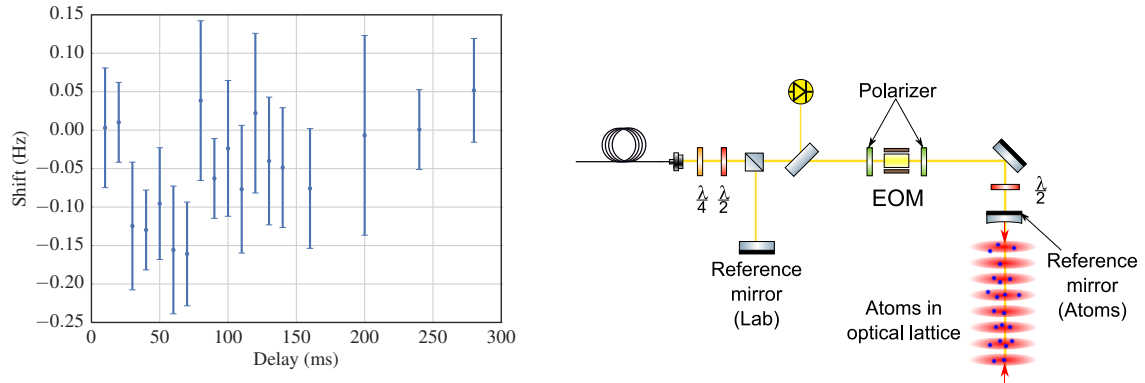 0.15
0.10
0.05
0.00
−0.05
−0.10
−0.15
−0.20
−0.25
Shift (Hz)
0 50 100 150 200 250 300
Delay (ms)
Polarizer
λ/4
λ/2
EOM
λ/2
Reference
mirror
(Lab)
Reference
mirror
(Atoms)
Atoms in
optical lattice